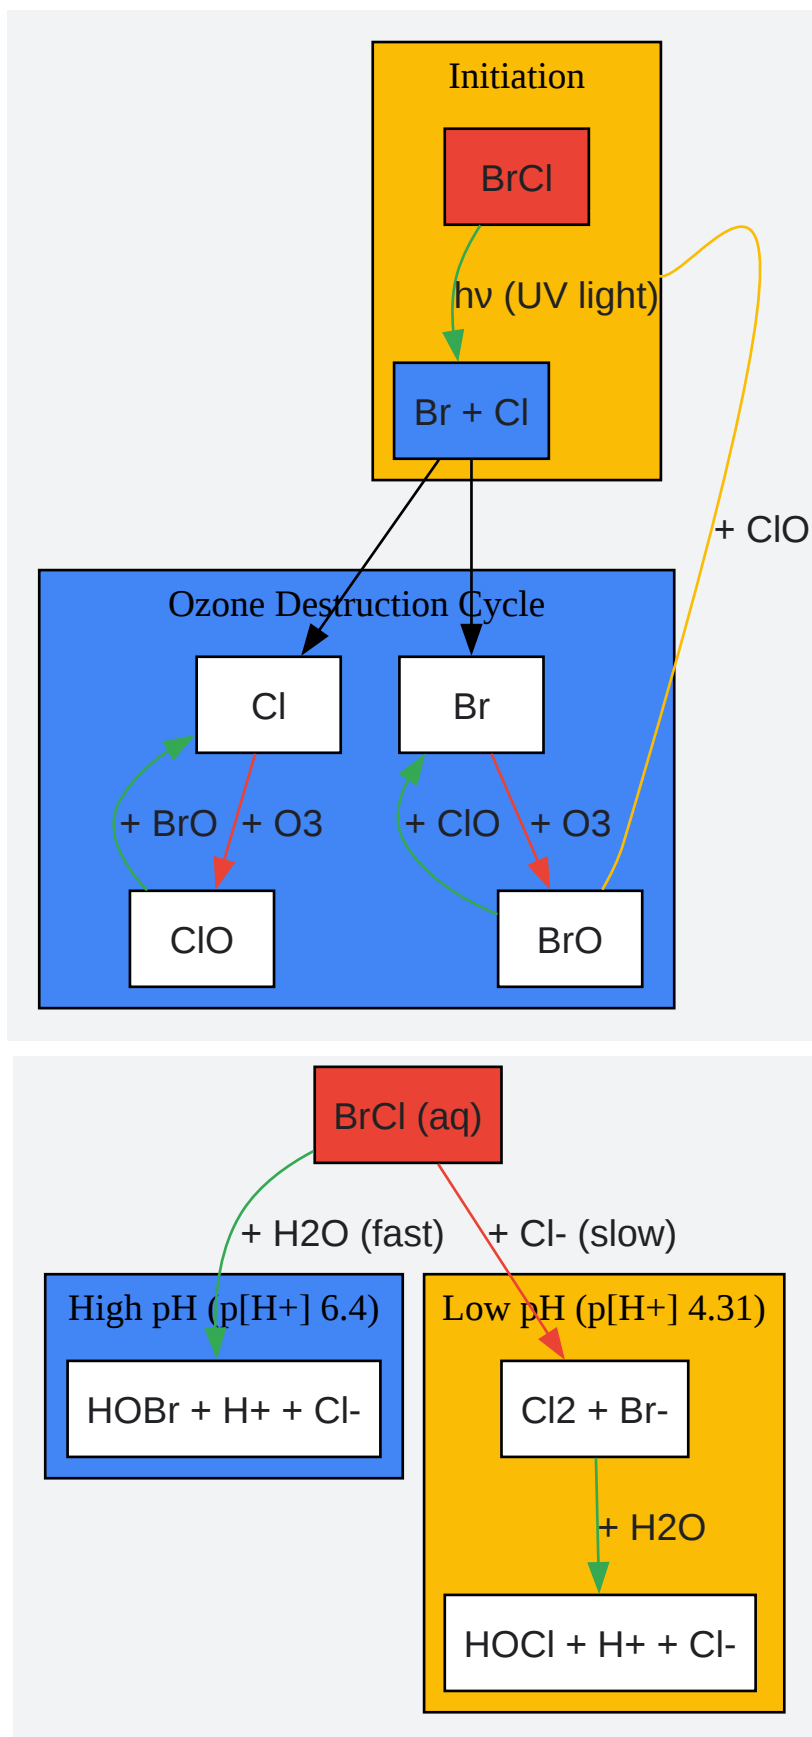 Initiation
BrCl
hν (UV light)
Br + Cl
+ ClO
Ozone Destruction Cycle
Cl
Br
+ BrO
+ O3
+ ClO
+ O3
ClO
BrO
BrCl (aq)
+ H2O (fast)
+ Cl- (slow)
High pH (p[H+] 6.4)
Low pH (p[H+] 4.31)
HOBr + H+ + Cl-
Cl2 + Br-
+ H2O
HOCl + H+ + Cl-